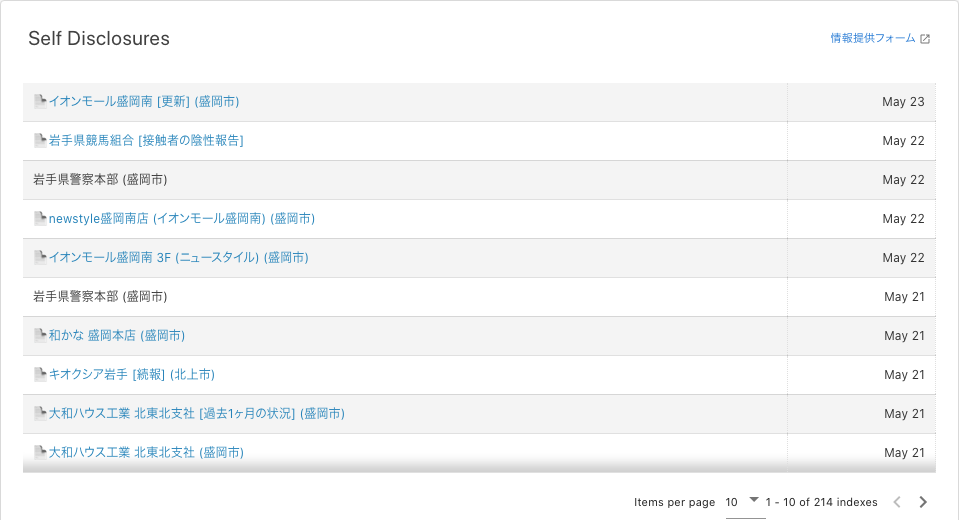 Self Disclosures
情報提供フォーム
イオンモール盛岡南 [更新] (盛岡市) May 23
岩手県競馬組合 [接触者の陰性報告] May 22
岩手県警察本部 (盛岡市) May 22
newstyle盛岡南店 (イオンモール盛岡南) (盛岡市) May 22
イオンモール盛岡南 3F (ニュースタイル) (盛岡市) May 22
岩手県警察本部 (盛岡市) May 21
和かな 盛岡本店 (盛岡市) May 21
キオクシア岩手 [続報] (北上市) May 21
大和ハウス工業 北東北支社 [過去1ヶ月の状況] (盛岡市) May 21
大和ハウス工業 北東北支社 (盛岡市) May 21
Items per page 10 1 - 10 of 214 indexes